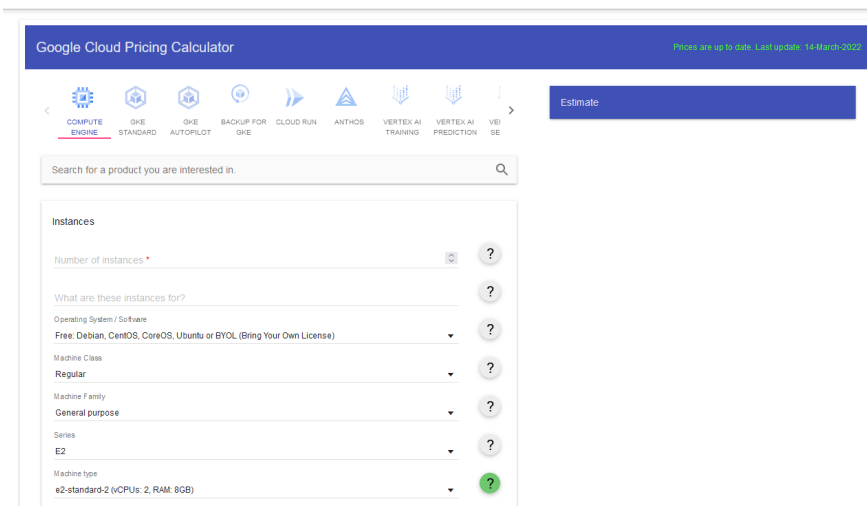 Google Cloud Pricing Calculator
Prices are up to date. Last update: 14-March-2022
COMPUTE ENGINE
GKE STANDARD
GKE AUTOPILOT
BACKUP FOR GKE
CLOUD RUN
ANTHOS
VERTEX AI TRAINING
VERTEX AI PREDICTION
Estimate
Search for a product you are interested in.
Instances
Number of instances *
?
What are these instances for?
?
Operating System / Software
Free: Debian, CentOS, CoreOS, Ubuntu or BYOL (Bring Your Own License)
?
Machine Class
Regular
?
Machine Family
General purpose
?
Series
E2
?
Machine type
e2-standard-2 (vCPUs: 2, RAM: 8GB)
?